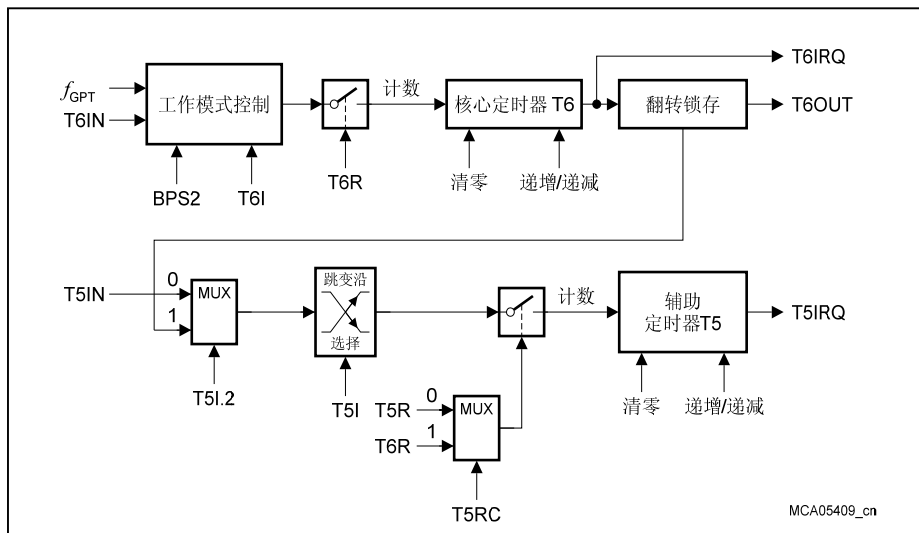 f GPT
T6IN
工作模式控制
BPS2
T6I
T6R
计数
核心定时器 T6
清零
递增/递减
翻转锁存
T6IRQ
T6OUT
T5IN
0
1
MUX
T5I.2
跳变沿
选择
T5I
T5R
T6R
0
1
MUX
T5RC
计数
辅助
定时器T5
清零
递增/递减
T5IRQ
MCA05409_cn